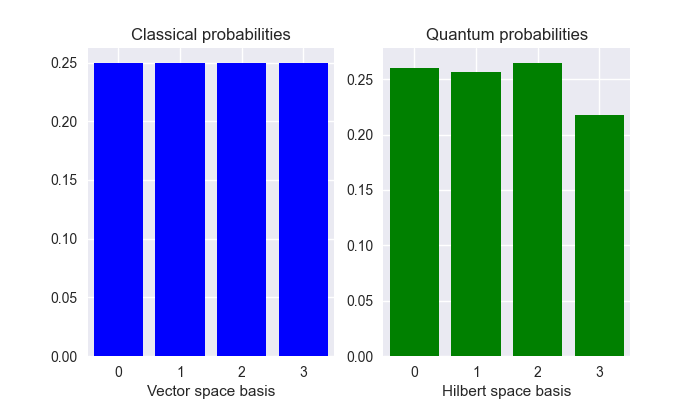 Classical probabilities
0.25
0.20
0.15
0.10
0.05
0.00
0 1 2 3
Vector space basis
Quantum probabilities
0.25
0.20
0.15
0.10
0.05
0.00
0 1 2 3
Hilbert space basis